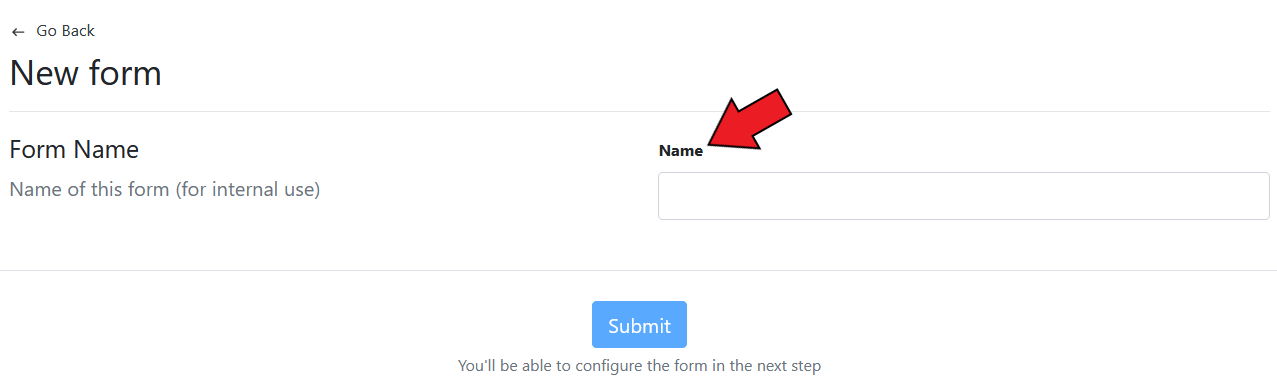 ← Go Back
New form
Form Name
Name of this form (for internal use)
Name
Submit
You'll be able to configure the form in the next step